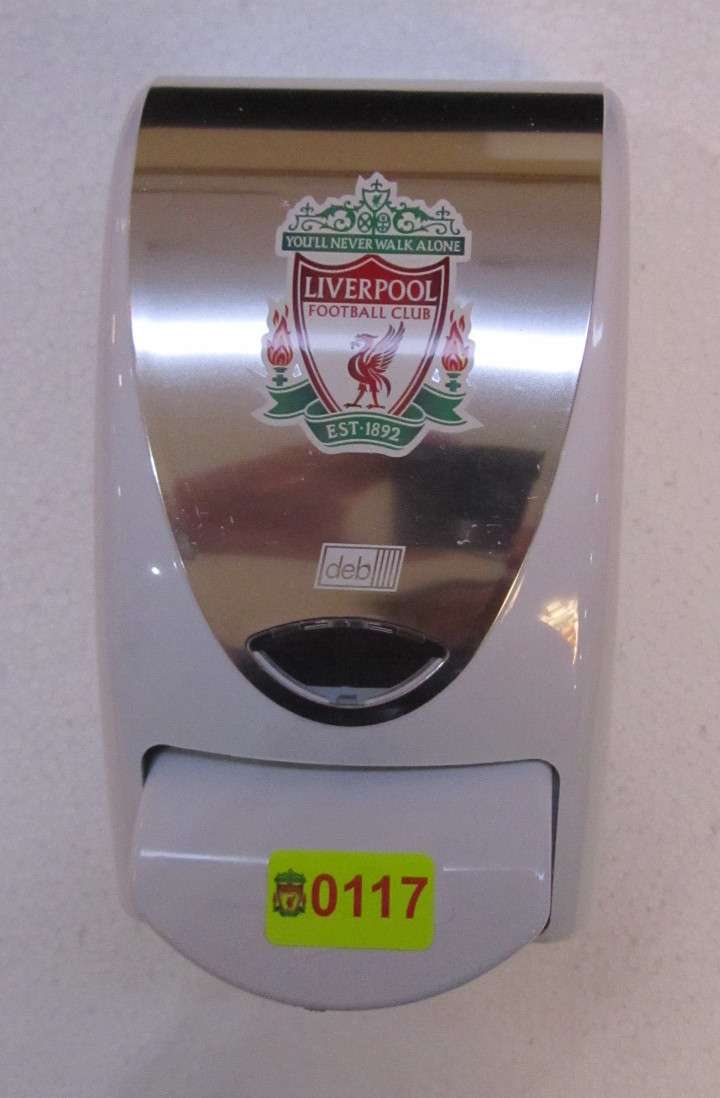 YOU'LL NEVER WALK ALONE
LIVERPOOL
FOOTBALL CLUB
EST·1892
deb
0117